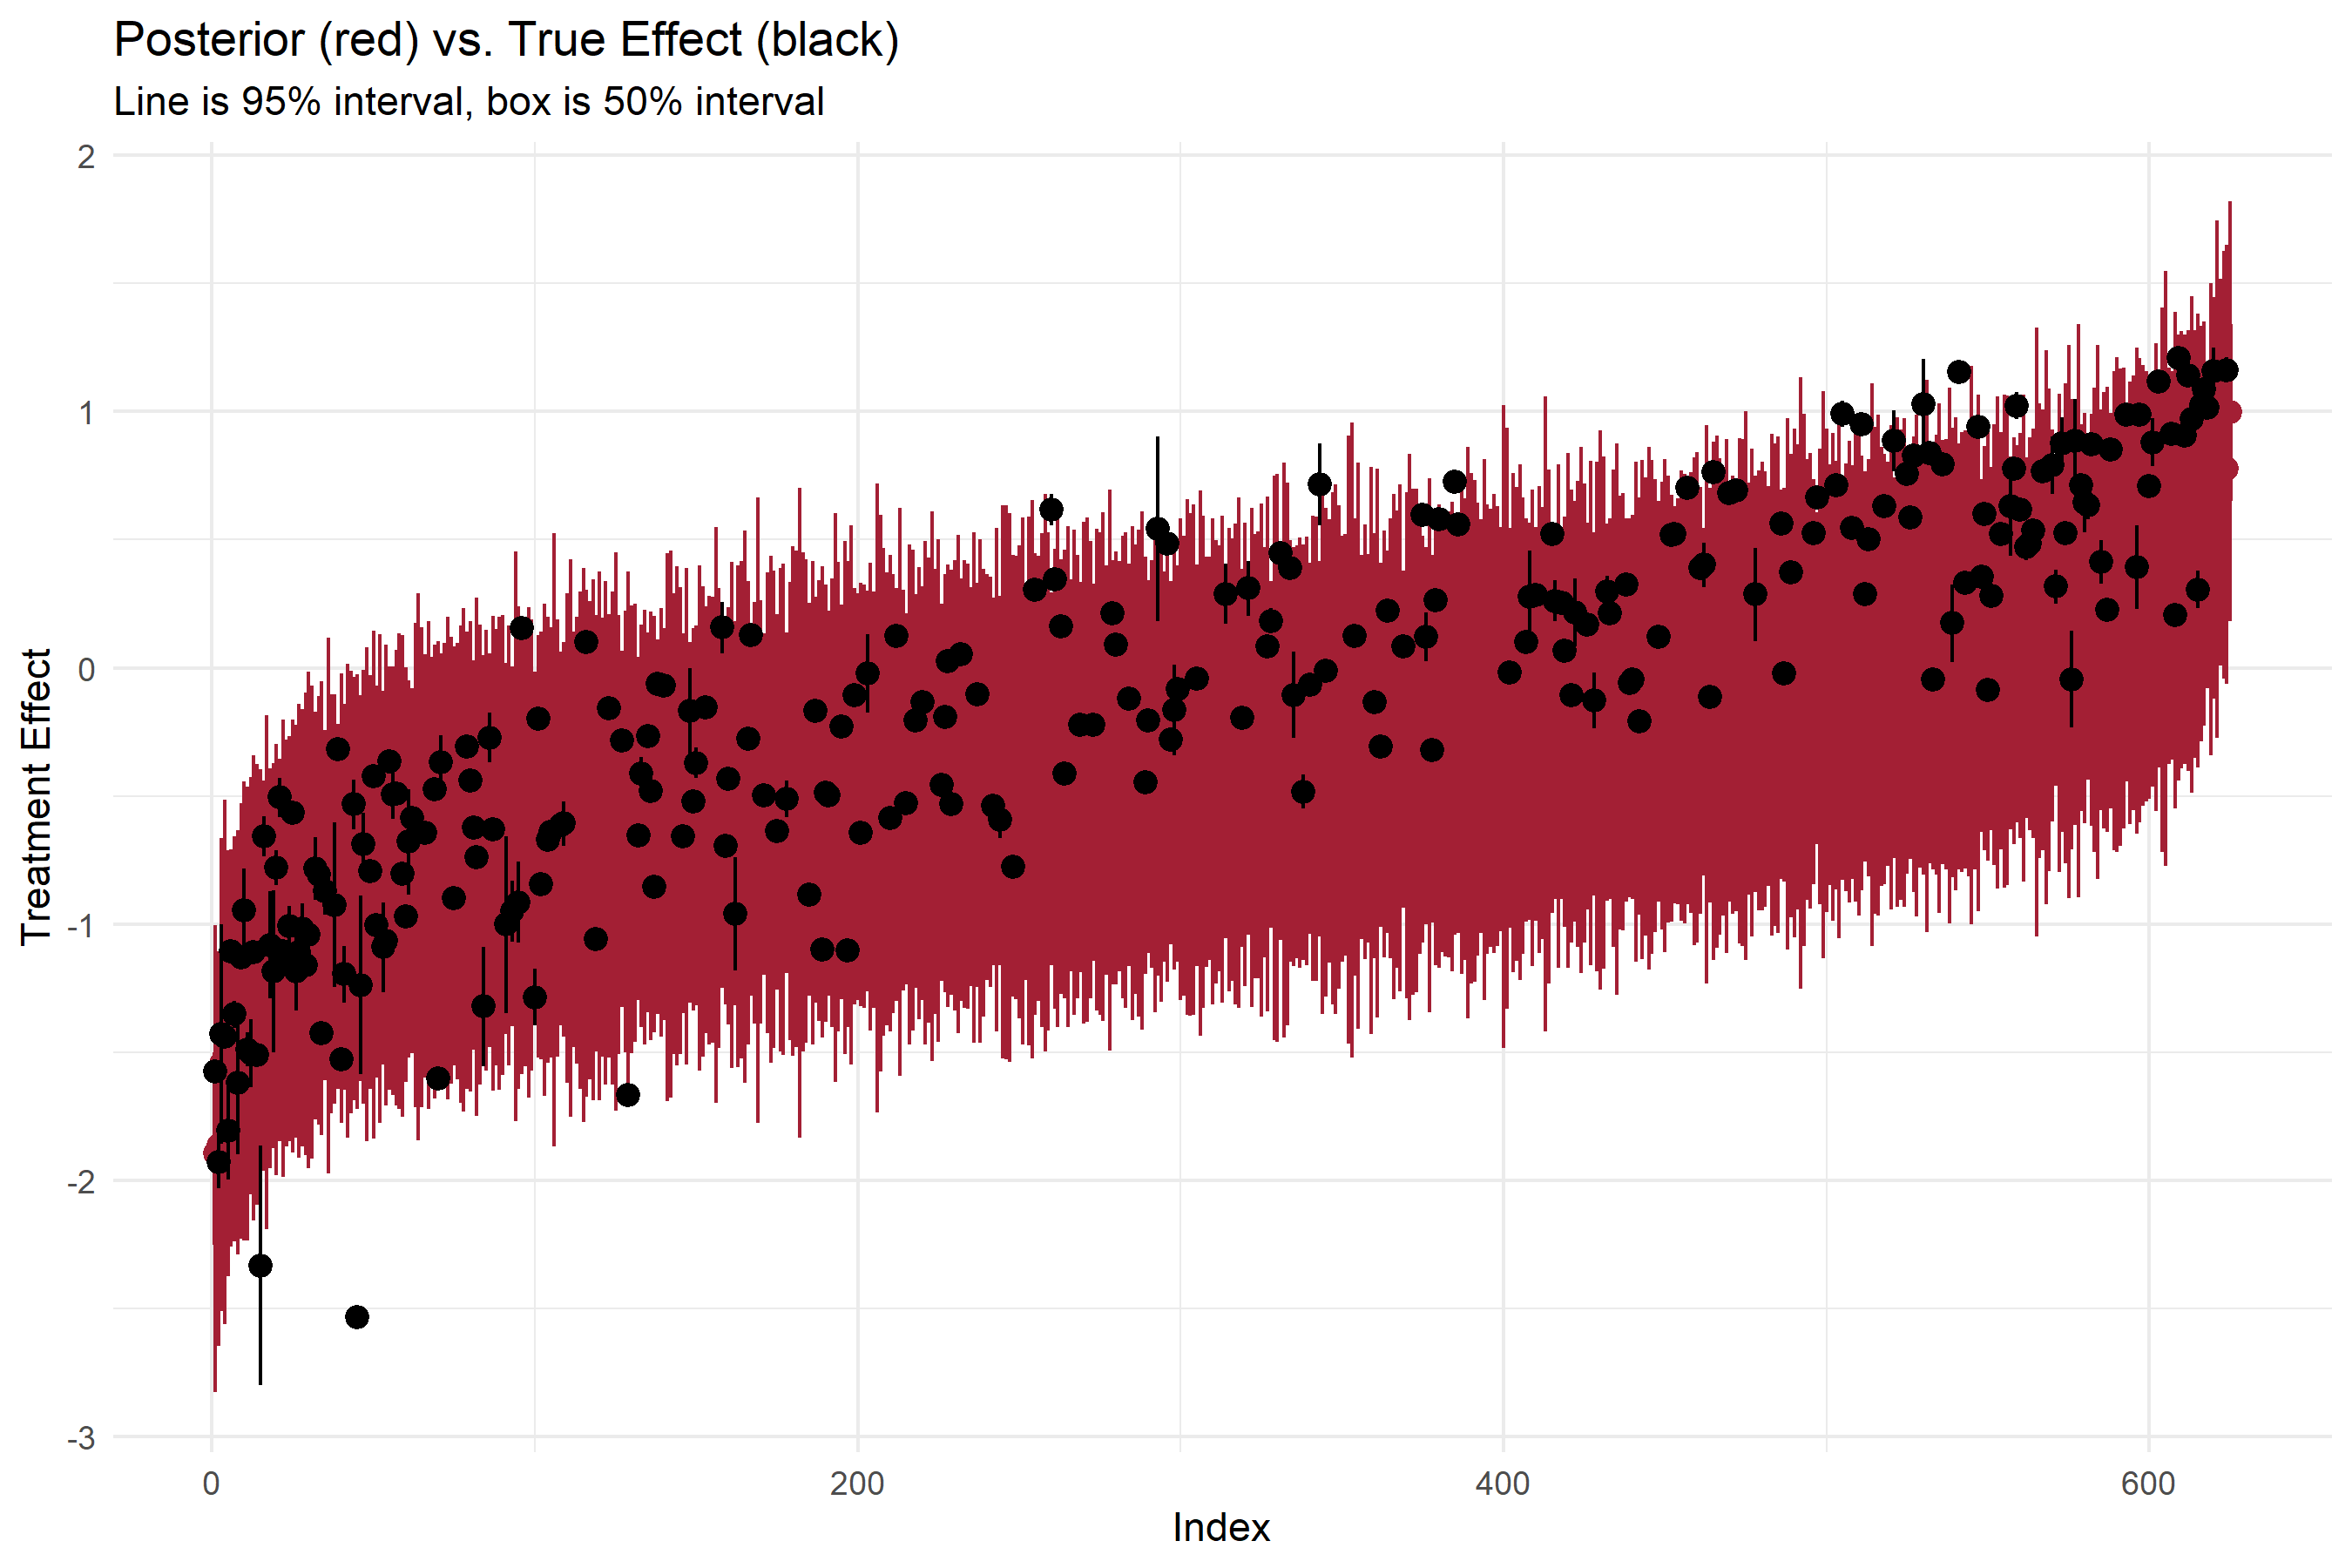 Posterior (red) vs. True Effect (black)
Line is 95% interval, box is 50% interval
2
1
0
-1
-2
-3
Treatment Effect
0
200
400
600
Index